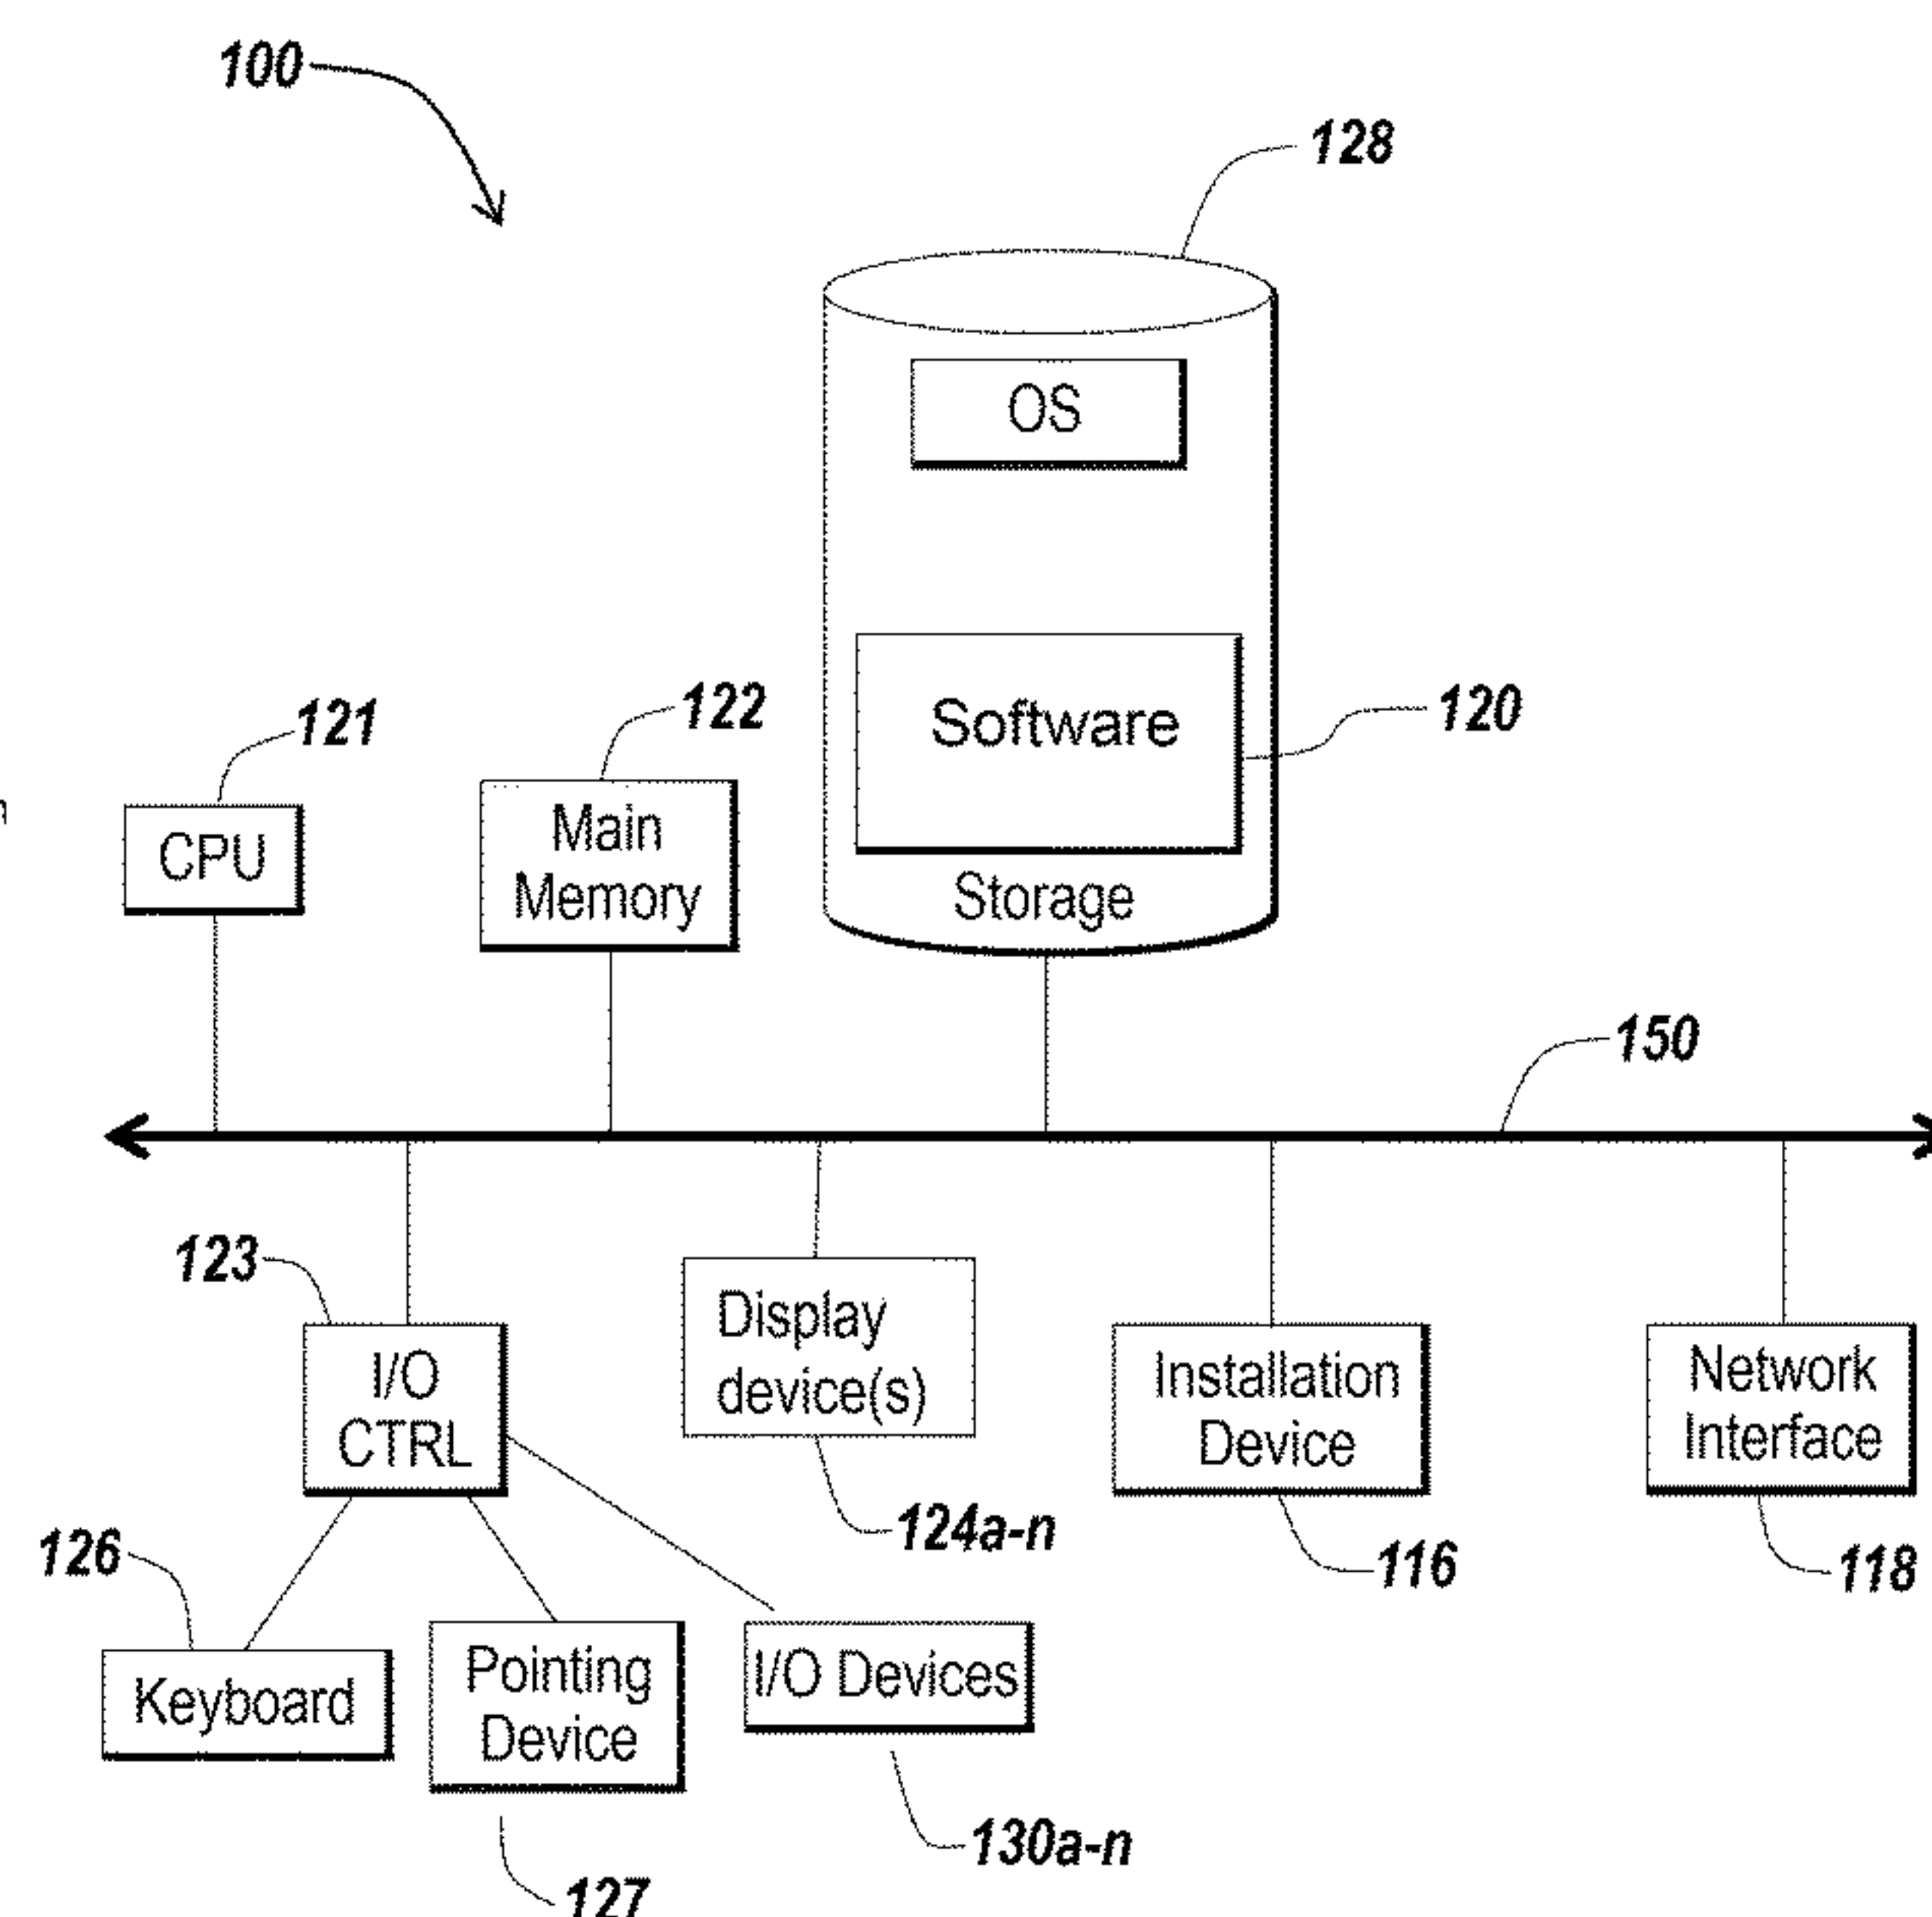 100
128
OS
121
122
Software
120
CPU
Main
Memory
Storage
150
123
I/O
CTRL
Display
device(s)
Installation
Device
Network
Interface
126
124a-n
116
118
Keyboard
Pointing
Device
I/O Devices
130a-n
127